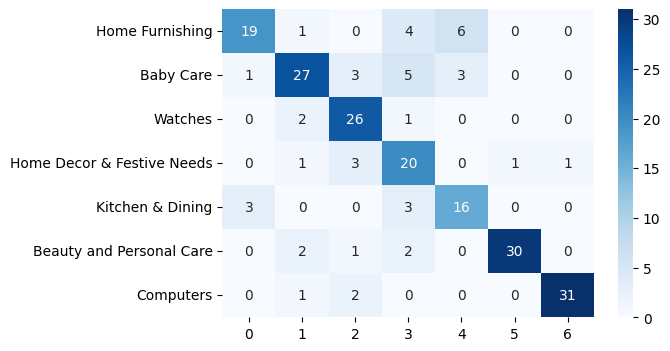 Home Furnishing 19 1 0 4 6 0 0
Baby Care 1 27 3 5 3 0 0
Watches 0 2 26 1 0 0 0
Home Decor & Festive Needs 0 1 3 20 0 1 1
Kitchen & Dining 3 0 0 3 16 0 0
Beauty and Personal Care 0 2 1 2 0 30 0
Computers 0 1 2 0 0 0 31
0 1 2 3 4 5 6
30
25
20
15
10
5
0